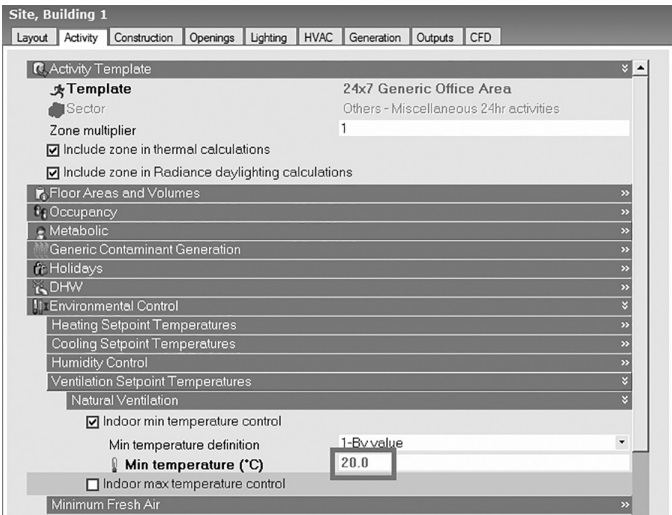 Site, Building 1
Layout Activity Construction Openings Lighting HVAC Generation Outputs CFD
Activity Template
Template 24x7 Generic Office Area
Sector Others - Miscellaneous 24hr activities
Zone multiplier 1
Include zone in thermal calculations
Include zone in Radiance daylighting calculations
Floor Areas and Volumes
Occupancy
Metabolic
Generic Contaminant Generation
Holidays
DHW
Environmental Control
Heating Setpoint Temperatures
Cooling Setpoint Temperatures
Humidity Control
Ventilation Setpoint Temperatures
Natural Ventilation
Indoor min temperature control
Min temperature definition 1-By value
Min temperature (°C) 20.0
Indoor max temperature control
Minimum Fresh Air